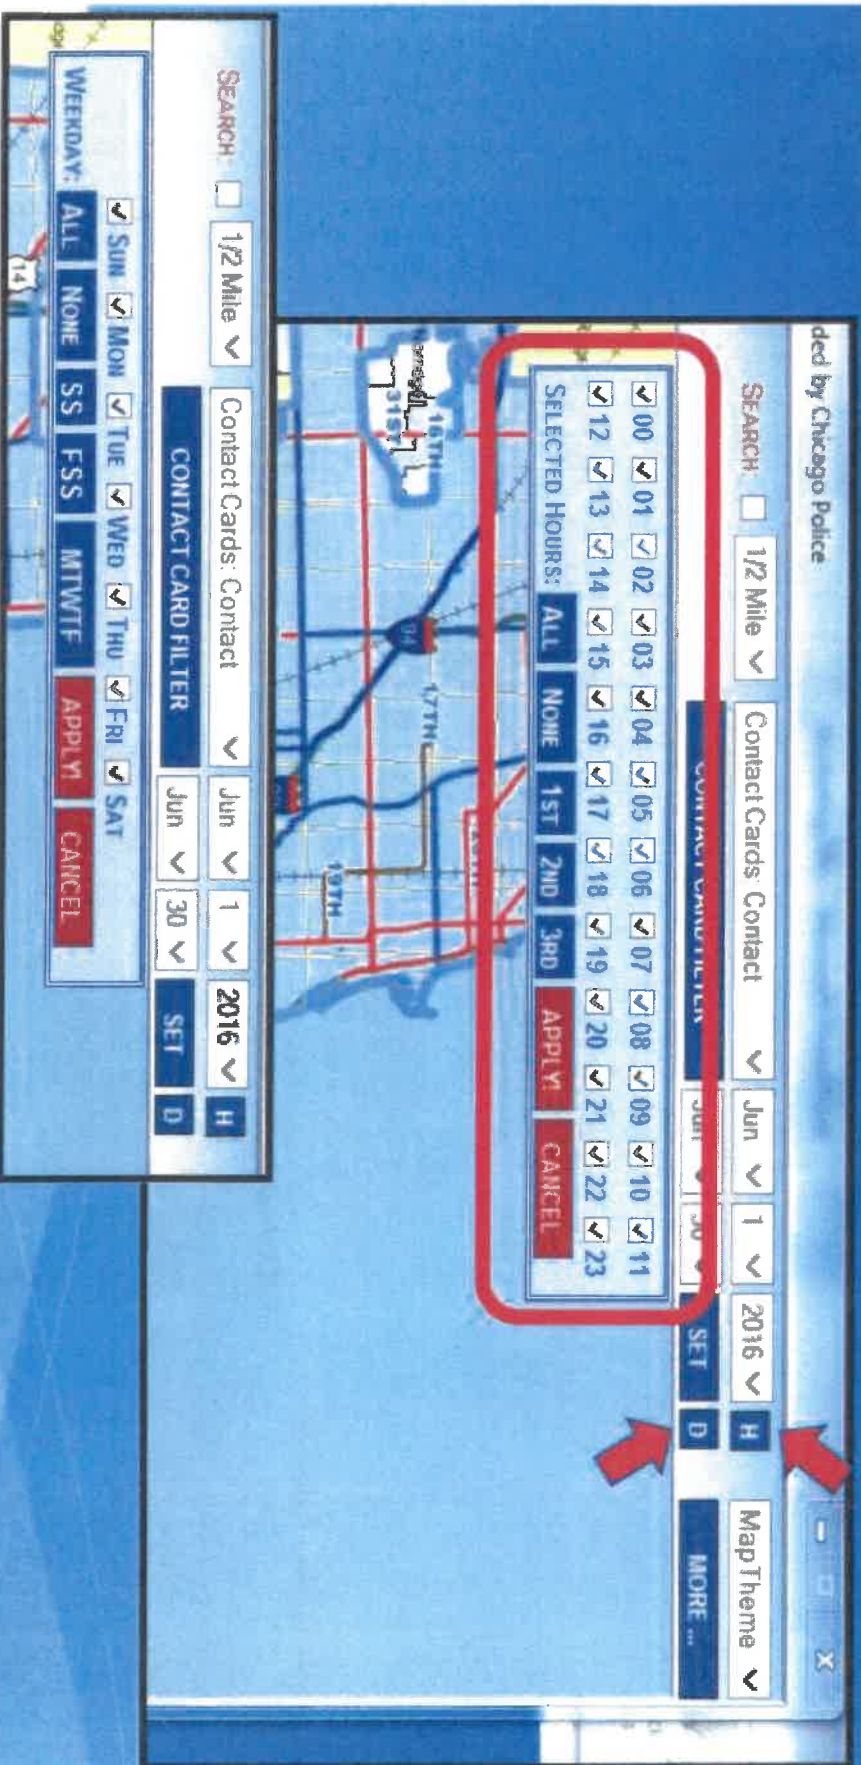 ded by Chicago Police
SEARCH: 1/2 Mile Contact Cards: Contact Jun 1 2016 H MapTheme
CONTACT CARD FILTER Jun 30 SET D MORE ...
00 01 02 03 04 05 06 07 08 09 10 11
12 13 14 15 16 17 18 19 20 21 22 23
SELECTED HOURS: ALL NONE 1ST 2ND 3RD APPLY! CANCEL
16TH
31ST
94
17TH
19TH
SEARCH: 1/2 Mile Contact Cards: Contact Jun 1 2016 H
CONTACT CARD FILTER Jun 30 SET D
SUN MON TUE WED THU FRI SAT
WEEKDAY: ALL NONE SS FSS MTWTF APPLY! CANCEL
14